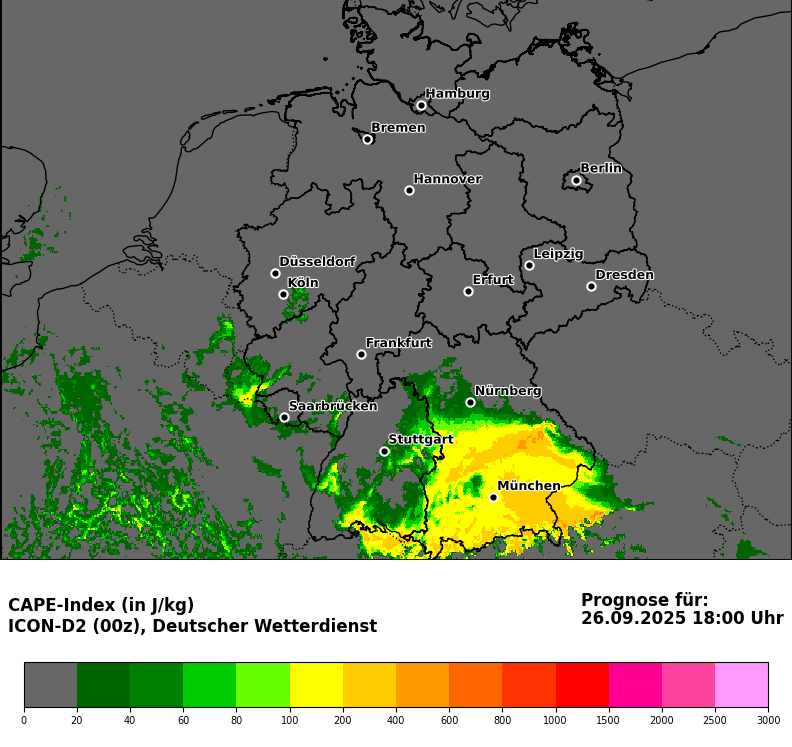 Hamburg
Bremen
Berlin
Hannover
Leipzig
Düsseldorf
Dresden
Köln
Erfurt
Frankfurt
Nürnberg
Saarbrücken
Stuttgart
München
CAPE-Index (in J/kg)
ICON-D2 (00z), Deutscher Wetterdienst
Prognose für:
26.09.2025 18:00 Uhr
0 20 40 60 80 100 200 400 600 800 1000 1500 2000 2500 3000